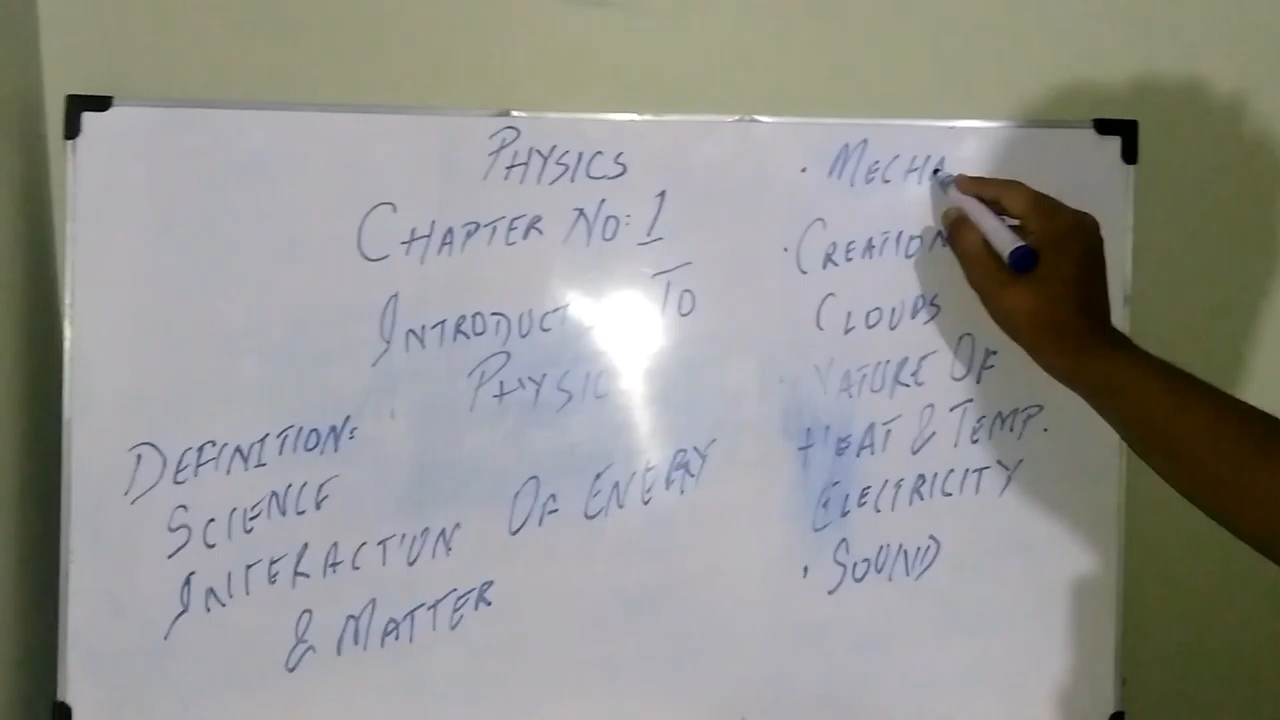 PHYSICS
CHAPTER NO: 1
INTRODUCT TO
PHYSIC
DEFINITION:
SCIENCE
INTERACTION OF ENERGY
& MATTER
· MECHA
· CREATION
CLOUDS
NATURE OF
HEAT & TEMP.
ELECTRICITY
· SOUND